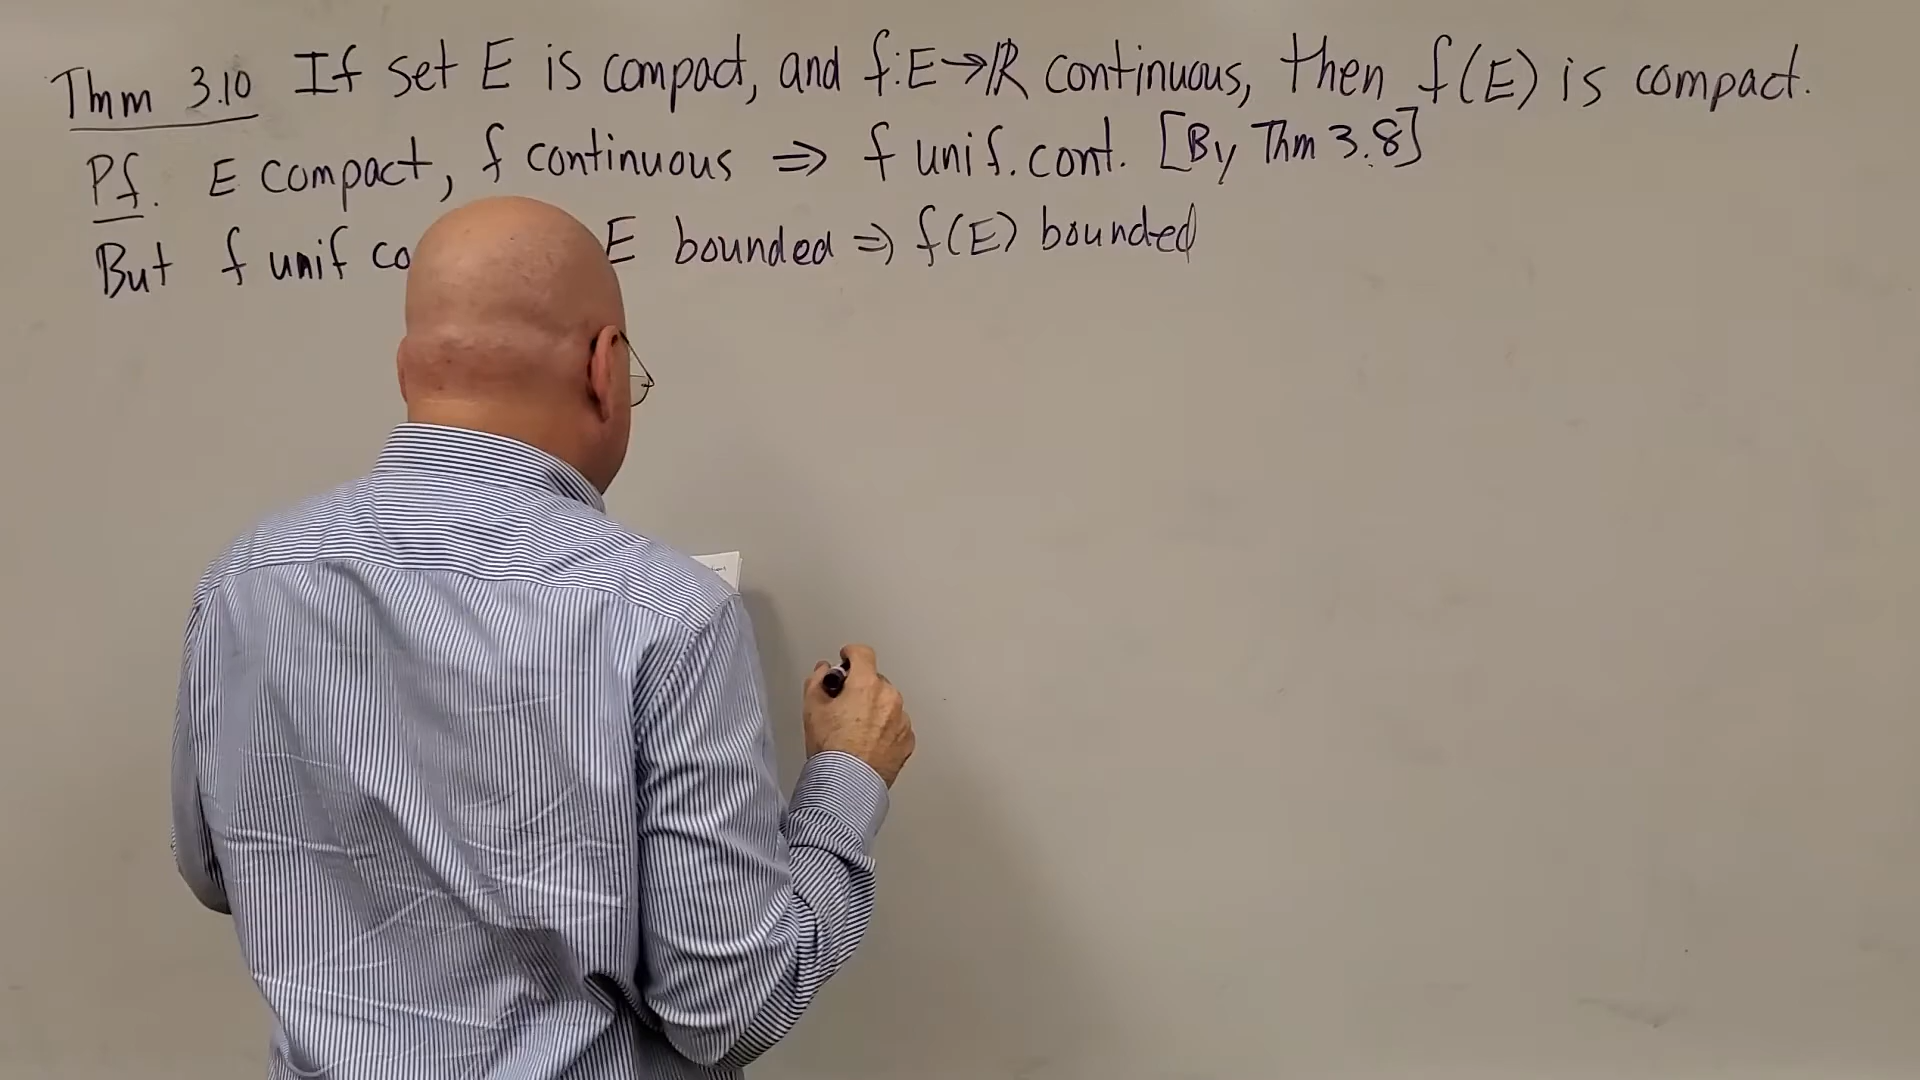 Thm 3.10 If set E is compact, and f:E→ℝ continuous, then f(E) is compact.
Pf. E compact, f continuous ⇒ f unif. cont. [By Thm 3.8]
But f unif co E bounded ⇒ f(E) bounded